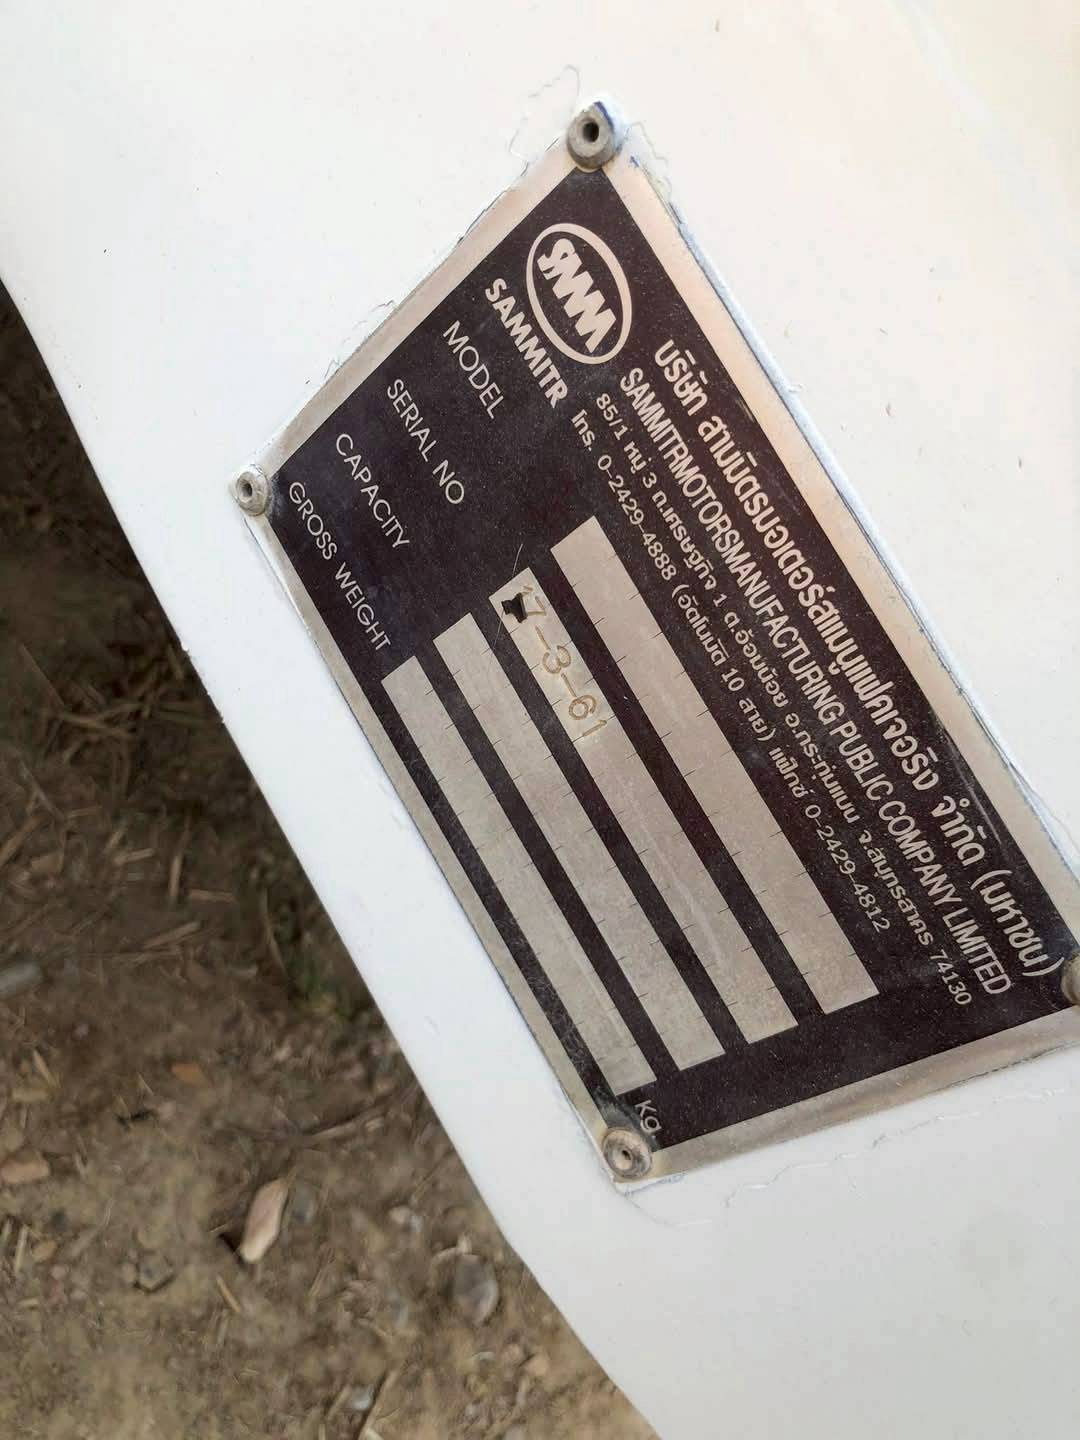 SMM
SAMMITR
บริษัท สามมิตรมอเตอร์สแมนูแฟคเจอริง จำกัด (มหาชน)
SAMMITRMOTORSMANUFACTURING PUBLIC COMPANY LIMITED
85/1 หมู่ 3 ถ.เศรษฐกิจ 1 ต.อ้อมน้อย อ.กระทุ่มแบน จ.สมุทรสาคร 74130
โทร. 0-2429-4888 (อัตโนมัติ 10 สาย) แฟ็กซ์ 0-2429-4812
MODEL
SERIAL NO 7-3-61
CAPACITY
GROSS WEIGHT Kg